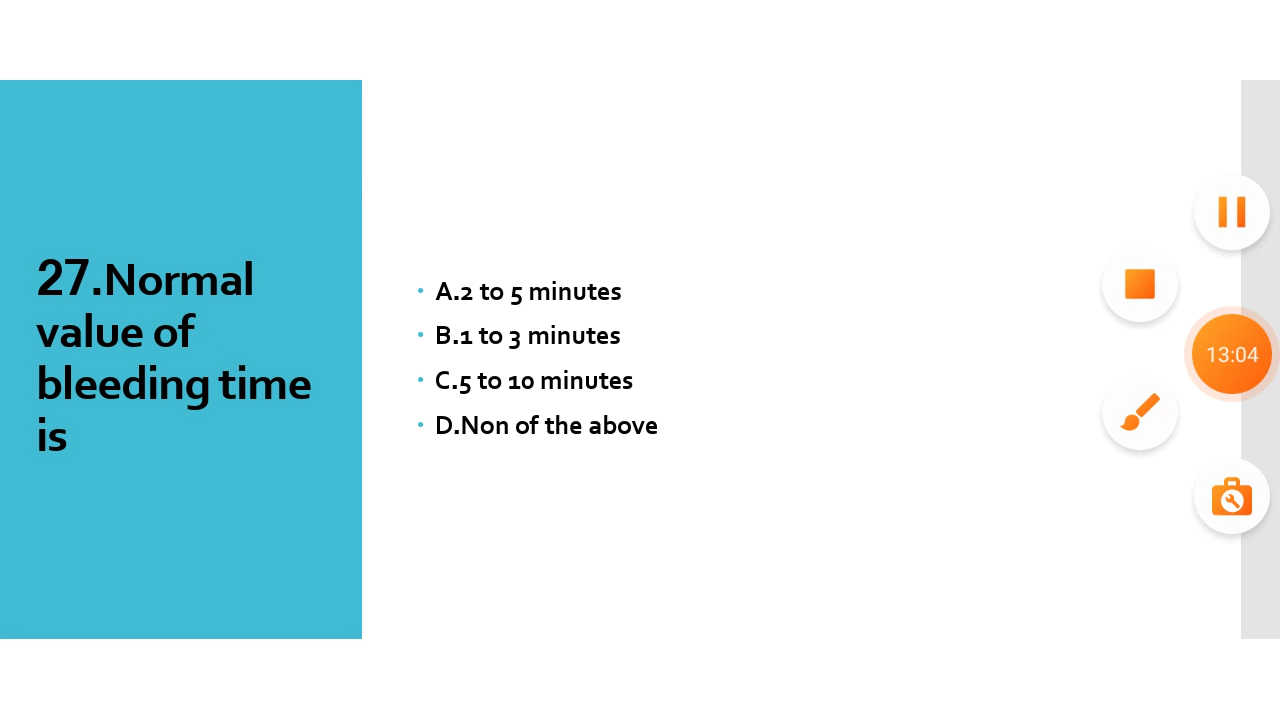 27.Normal
value of
bleeding time
is
• A.2 to 5 minutes
• B.1 to 3 minutes
• C.5 to 10 minutes
• D.Non of the above
13:04